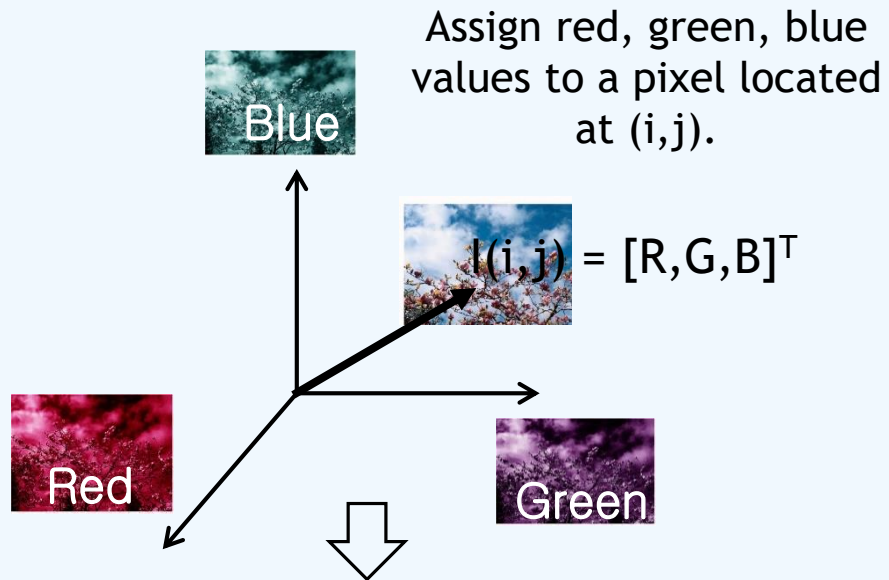 Assign red, green, blue
values to a pixel located
at (i,j).
Blue
I(i,j) = [R,G,B]ᵀ
Red
Green